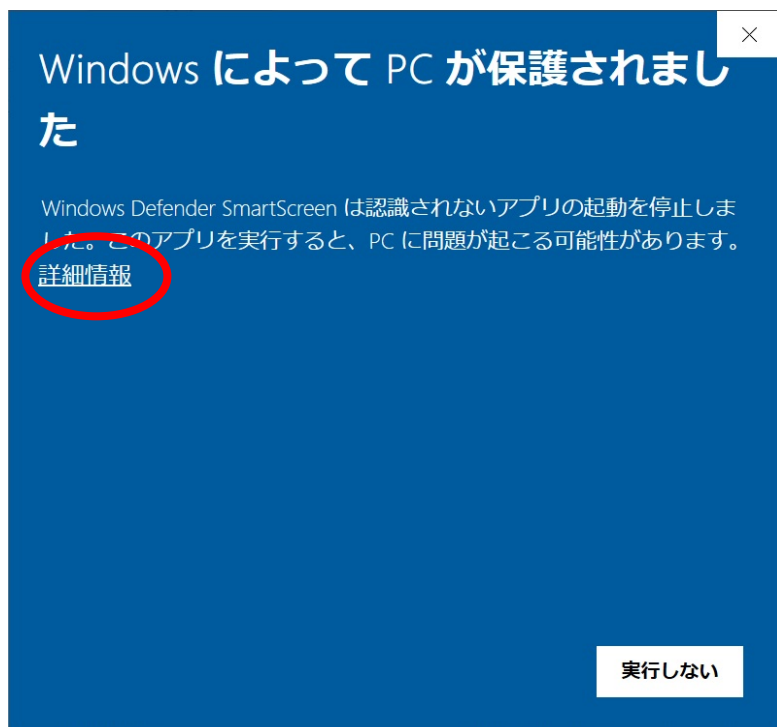 Windows によって PC が保護されまし
た
Windows Defender SmartScreen は認識されないアプリの起動を停止しま
した。このアプリを実行すると、PC に問題が起こる可能性があります。
詳細情報
実行しない